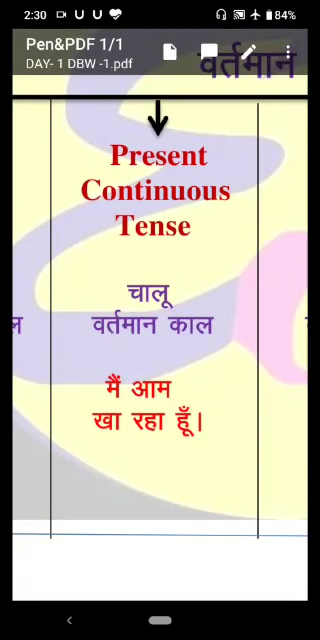 2:30 84%
Pen&PDF 1/1
DAY- 1 DBW -1.pdf
वर्तमान
Present
Continuous
Tense
चालू
वर्तमान काल
मैं आम
खा रहा हूँ।